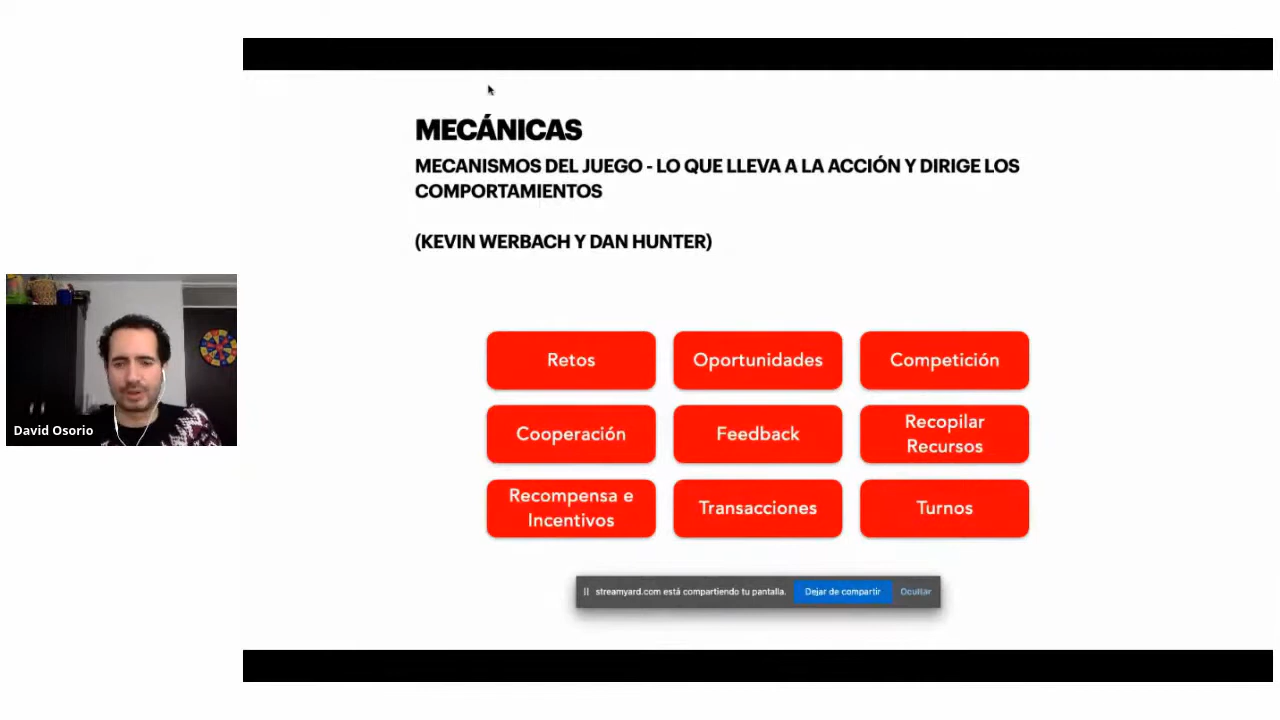 MECÁNICAS
MECANISMOS DEL JUEGO - LO QUE LLEVA A LA ACCIÓN Y DIRIGE LOS
COMPORTAMIENTOS
(KEVIN WERBACH Y DAN HUNTER)
Retos
Oportunidades
Competición
Cooperación
Feedback
Recopilar
Recursos
Recompensa e
Incentivos
Transacciones
Turnos
David Osorio
streamyard.com está compartiendo tu pantalla.
Dejar de compartir
Ocultar